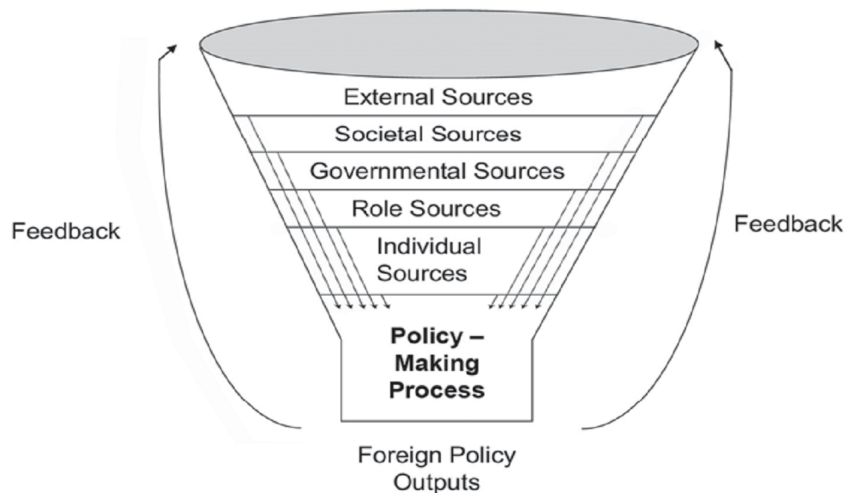 External Sources
Societal Sources
Governmental Sources
Role Sources
Individual
Sources
Feedback
Feedback
Policy –
Making
Process
Foreign Policy
Outputs